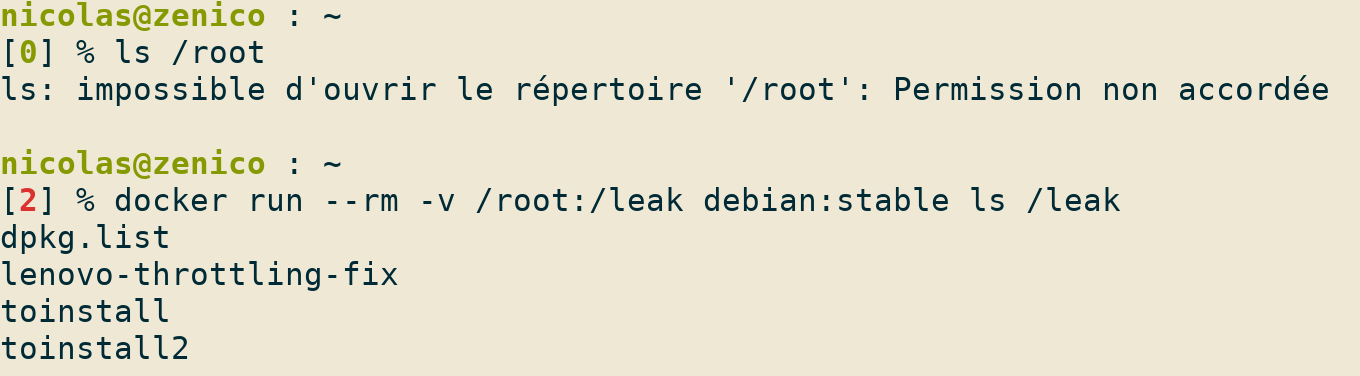 nicolas@zenico : ~
[0] % ls /root
ls: impossible d'ouvrir le répertoire '/root': Permission non accordée
nicolas@zenico : ~
[2] % docker run --rm -v /root:/leak debian:stable ls /leak
dpkg.list
lenovo-throttling-fix
toinstall
toinstall2